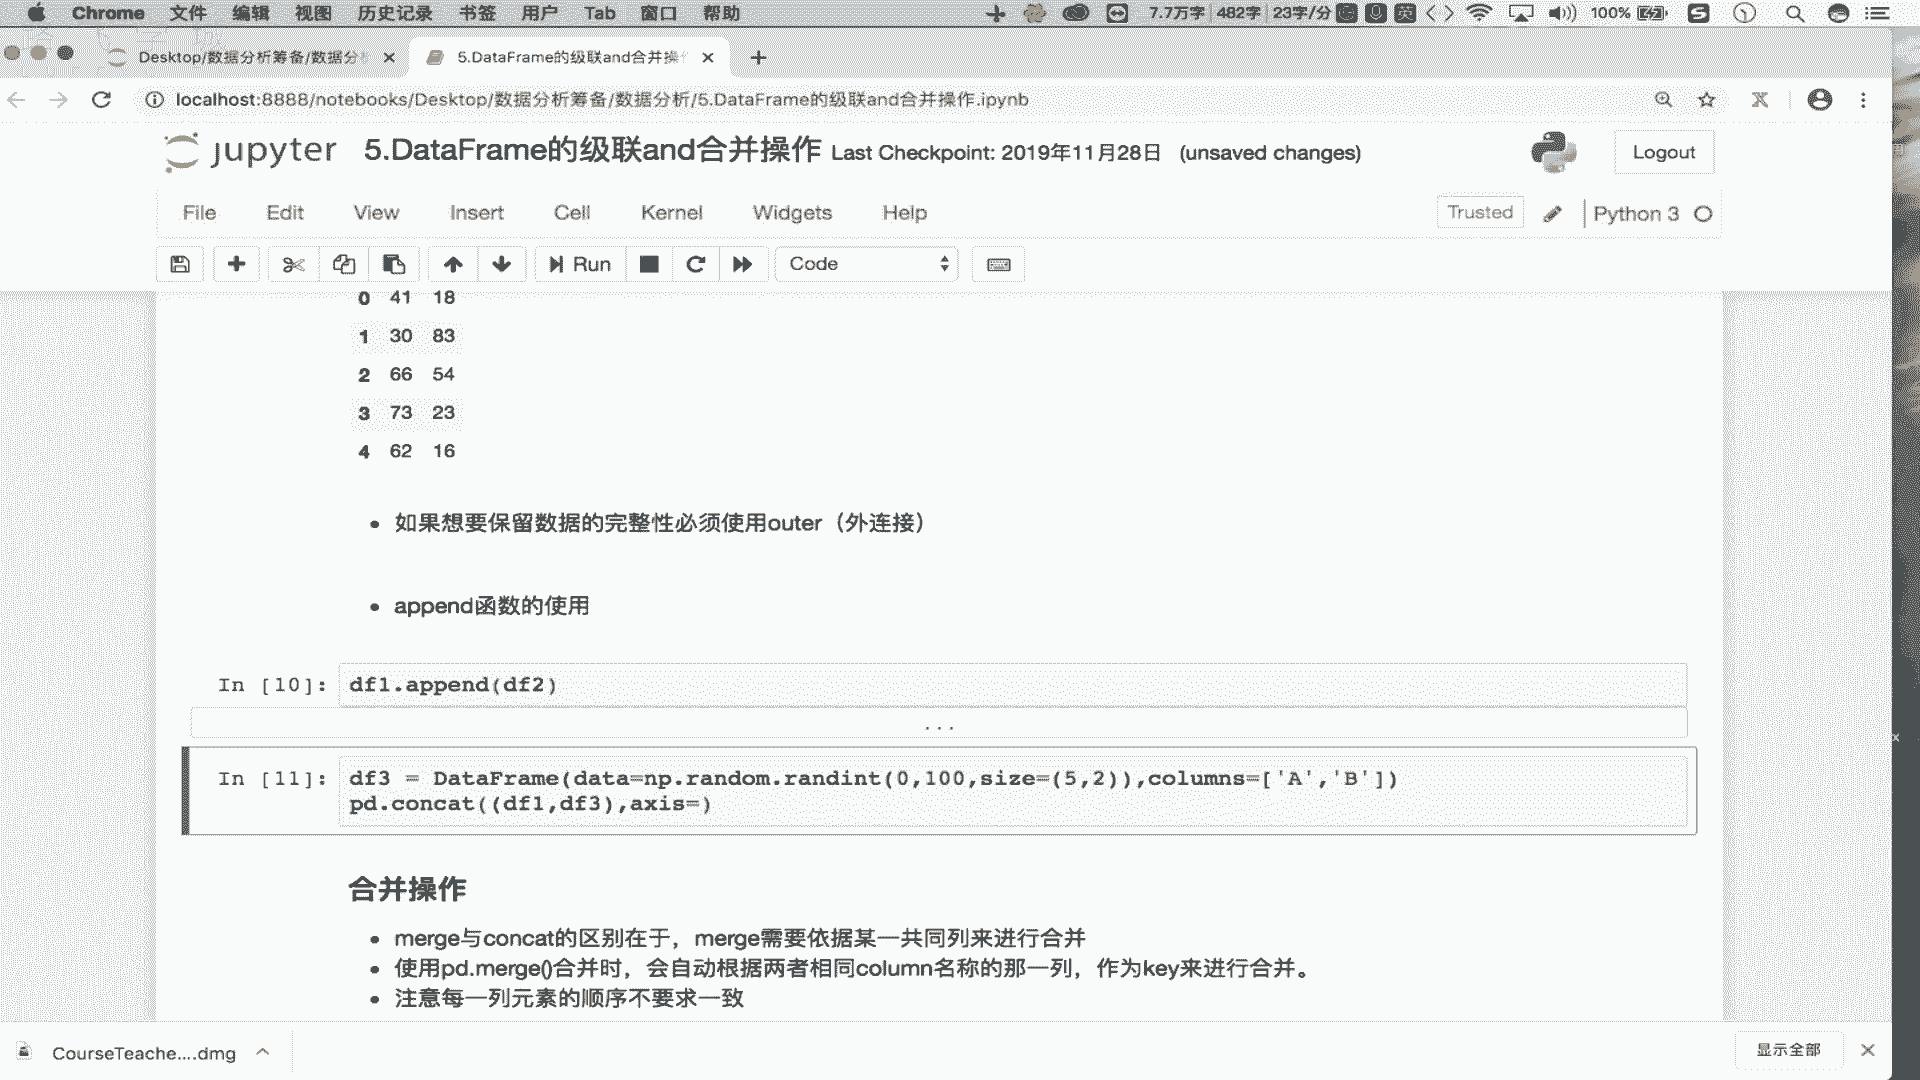 Chrome 文件 编辑 视图 历史记录 书签 用户 Tab 窗口 帮助 7.7万字 482字 23字/分 英 100%
Desktop/数据分析筹备/数据分析 5.DataFrame的级联and合并操作
localhost:8888/notebooks/Desktop/数据分析筹备/数据分析/5.DataFrame的级联and合并操作.ipynb
jupyter 5.DataFrame的级联and合并操作 Last Checkpoint: 2019年11月28日 (unsaved changes) Logout
File Edit View Insert Cell Kernel Widgets Help Trusted Python 3
Run Code
0 41 18
1 30 83
2 66 54
3 73 23
4 62 16
• 如果想要保留数据的完整性必须使用outer（外连接）
• append函数的使用
In [10]: df1.append(df2)
...
In [11]: df3 = DataFrame(data=np.random.randint(0,100,size=(5,2)),columns=['A','B'])
pd.concat((df1,df3),axis=)
合并操作
• merge与concat的区别在于，merge需要依据某一共同列来进行合并
• 使用pd.merge()合并时，会自动根据两者相同column名称的那一列，作为key来进行合并。
• 注意每一列元素的顺序不要求一致
CourseTeache....dmg 显示全部